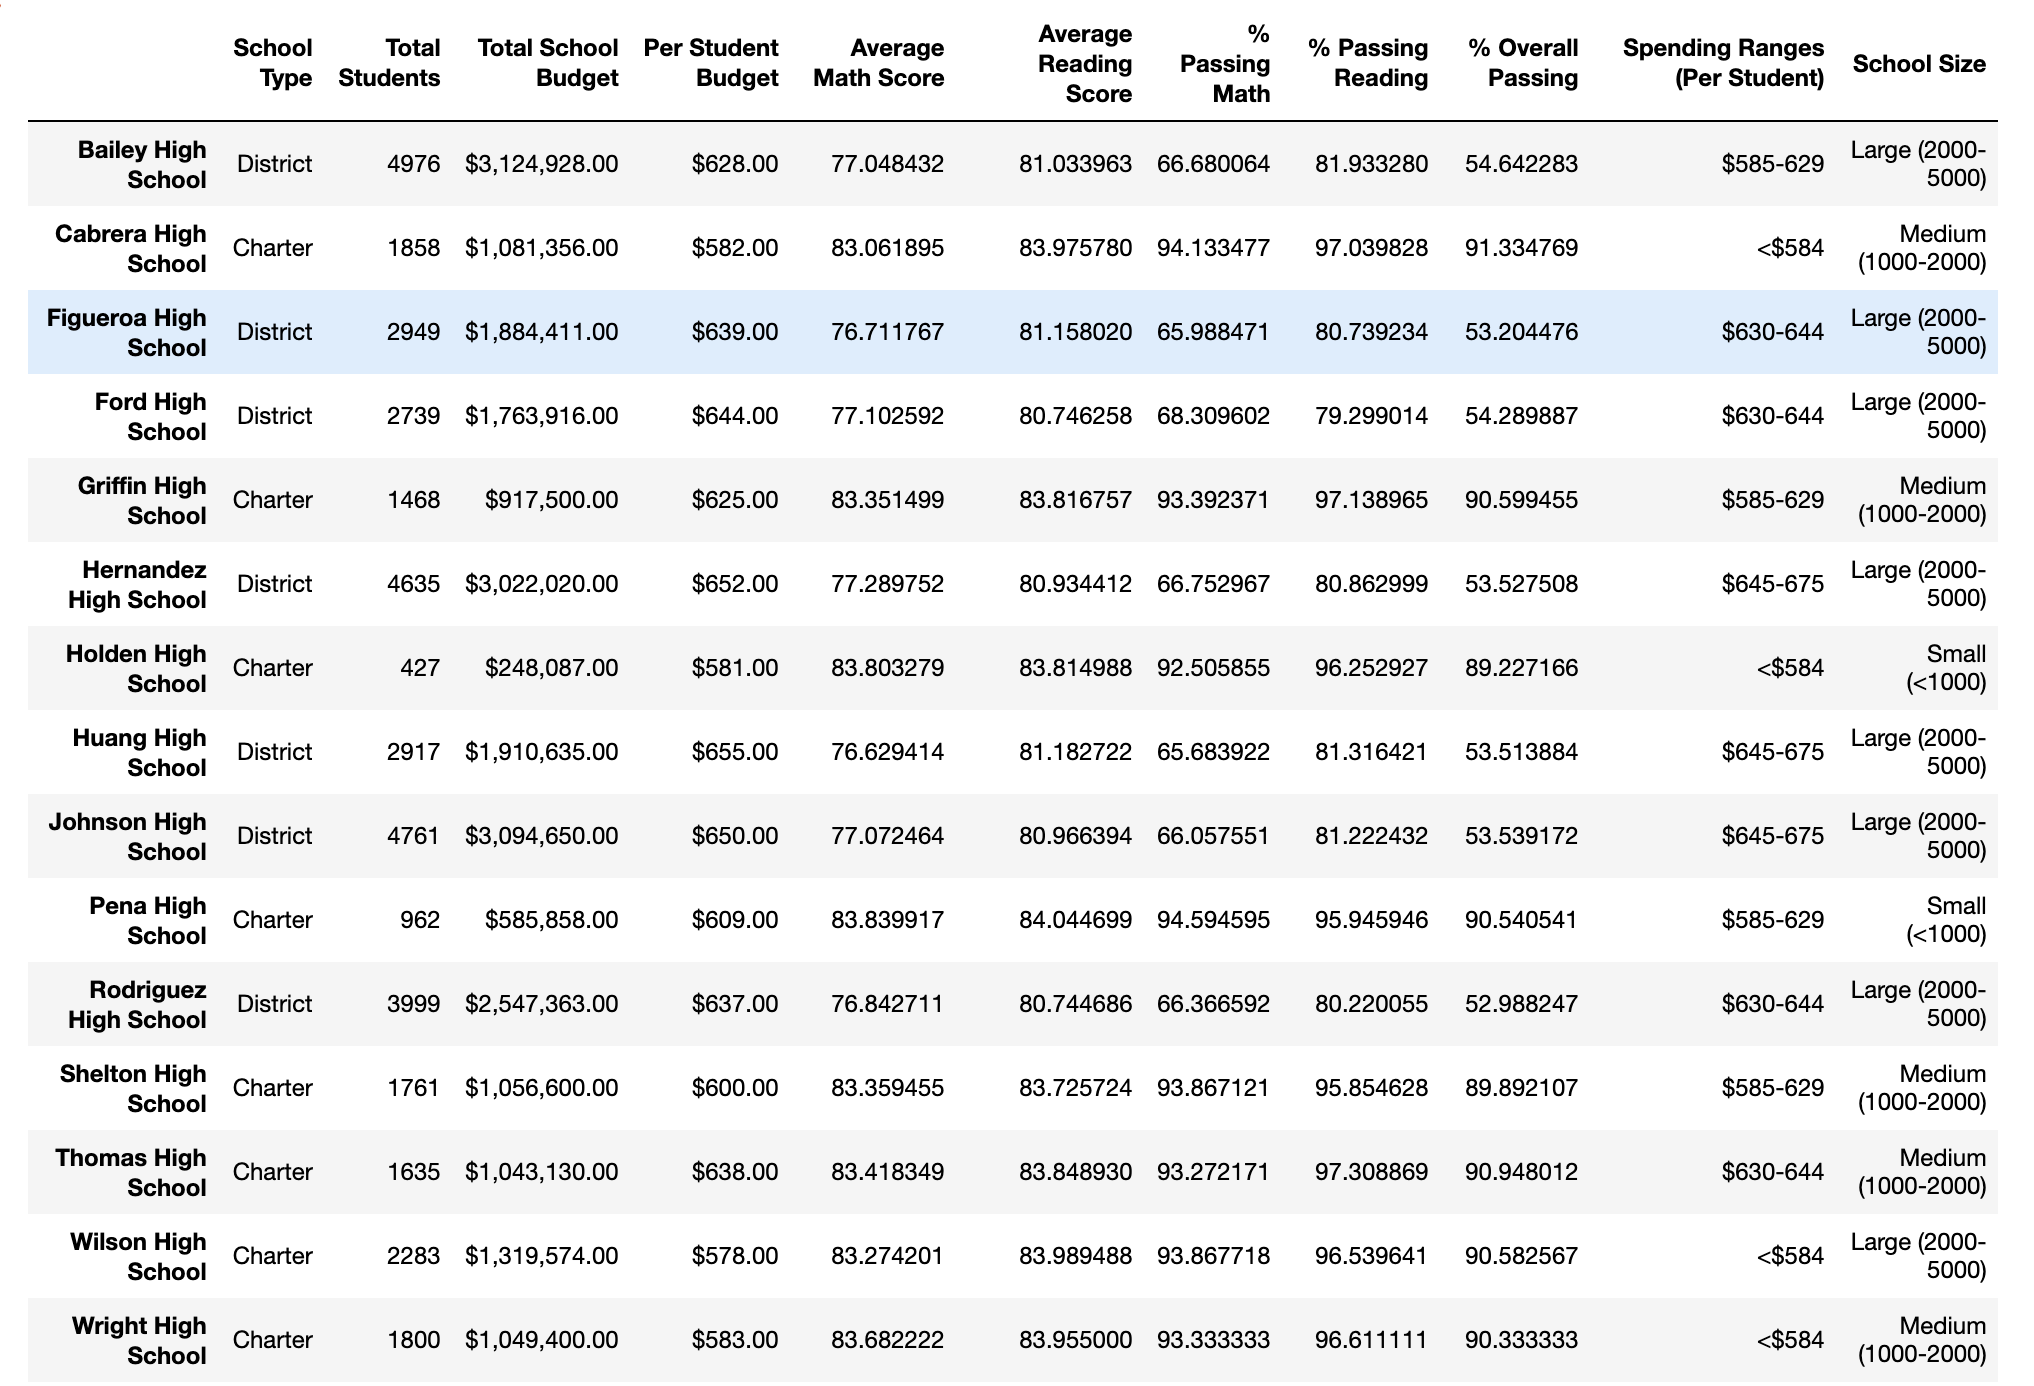 School Type Total Students Total School Budget Per Student Budget Average Math Score Average Reading Score % Passing Math % Passing Reading % Overall Passing Spending Ranges (Per Student) School Size
Bailey High School District 4976 $3,124,928.00 $628.00 77.048432 81.033963 66.680064 81.933280 54.642283 $585-629 Large (2000-5000)
Cabrera High School Charter 1858 $1,081,356.00 $582.00 83.061895 83.975780 94.133477 97.039828 91.334769 <$584 Medium (1000-2000)
Figueroa High School District 2949 $1,884,411.00 $639.00 76.711767 81.158020 65.988471 80.739234 53.204476 $630-644 Large (2000-5000)
Ford High School District 2739 $1,763,916.00 $644.00 77.102592 80.746258 68.309602 79.299014 54.289887 $630-644 Large (2000-5000)
Griffin High School Charter 1468 $917,500.00 $625.00 83.351499 83.816757 93.392371 97.138965 90.599455 $585-629 Medium (1000-2000)
Hernandez High School District 4635 $3,022,020.00 $652.00 77.289752 80.934412 66.752967 80.862999 53.527508 $645-675 Large (2000-5000)
Holden High School Charter 427 $248,087.00 $581.00 83.803279 83.814988 92.505855 96.252927 89.227166 <$584 Small (<1000)
Huang High School District 2917 $1,910,635.00 $655.00 76.629414 81.182722 65.683922 81.316421 53.513884 $645-675 Large (2000-5000)
Johnson High School District 4761 $3,094,650.00 $650.00 77.072464 80.966394 66.057551 81.222432 53.539172 $645-675 Large (2000-5000)
Pena High School Charter 962 $585,858.00 $609.00 83.839917 84.044699 94.594595 95.945946 90.540541 $585-629 Small (<1000)
Rodriguez High School District 3999 $2,547,363.00 $637.00 76.842711 80.744686 66.366592 80.220055 52.988247 $630-644 Large (2000-5000)
Shelton High School Charter 1761 $1,056,600.00 $600.00 83.359455 83.725724 93.867121 95.854628 89.892107 $585-629 Medium (1000-2000)
Thomas High School Charter 1635 $1,043,130.00 $638.00 83.418349 83.848930 93.272171 97.308869 90.948012 $630-644 Medium (1000-2000)
Wilson High School Charter 2283 $1,319,574.00 $578.00 83.274201 83.989488 93.867718 96.539641 90.582567 <$584 Large (2000-5000)
Wright High School Charter 1800 $1,049,400.00 $583.00 83.682222 83.955000 93.333333 96.611111 90.333333 <$584 Medium (1000-2000)